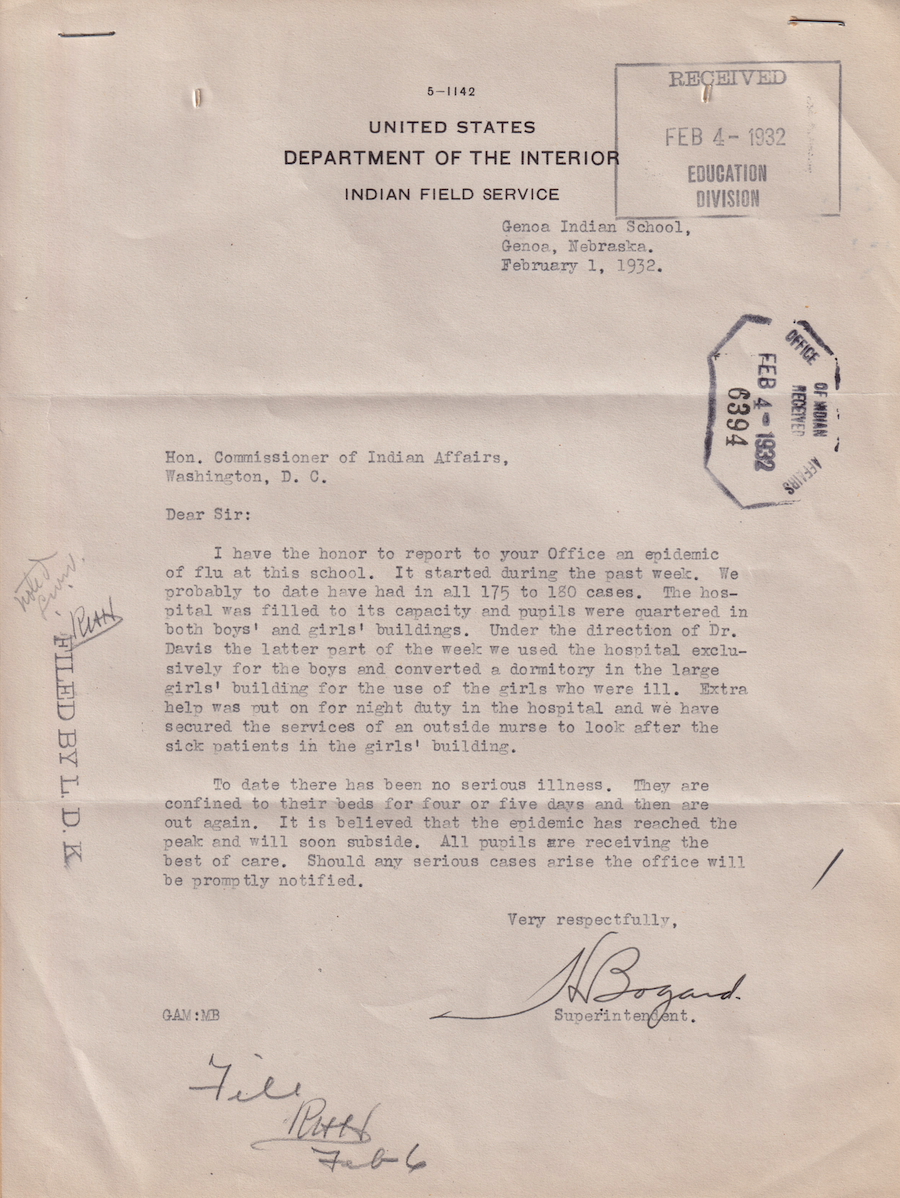 5-1142
UNITED STATES
DEPARTMENT OF THE INTERIOR
INDIAN FIELD SERVICE
RECEIVED
FEB 4- 1932
EDUCATION
DIVISION
Genoa Indian School,
Genoa, Nebraska.
February 1, 1932.
OFFICE OF INDIAN AFFAIRS
RECEIVED
FEB 4-1932
6394
Hon. Commissioner of Indian Affairs,
Washington, D. C.
Dear Sir:
I have the honor to report to your Office an epidemic
of flu at this school. It started during the past week. We
probably to date have had in all 175 to 180 cases. The hos-
pital was filled to its capacity and pupils were quartered in
both boys' and girls' buildings. Under the direction of Dr.
Davis the latter part of the week we used the hospital exclu-
sively for the boys and converted a dormitory in the large
girls' building for the use of the girls who were ill. Extra
help was put on for night duty in the hospital and we have
secured the services of an outside nurse to look after the
sick patients in the girls' building.
To date there has been no serious illness. They are
confined to their beds for four or five days and then are
out again. It is believed that the epidemic has reached the
peak and will soon subside. All pupils are receiving the
best of care. Should any serious cases arise the office will
be promptly notified.
Very respectfully,
H Bogard.
Superintendent.
GAM:MB
noted
RHH
FILED BY L. D. K
File
RHH
Feb 6